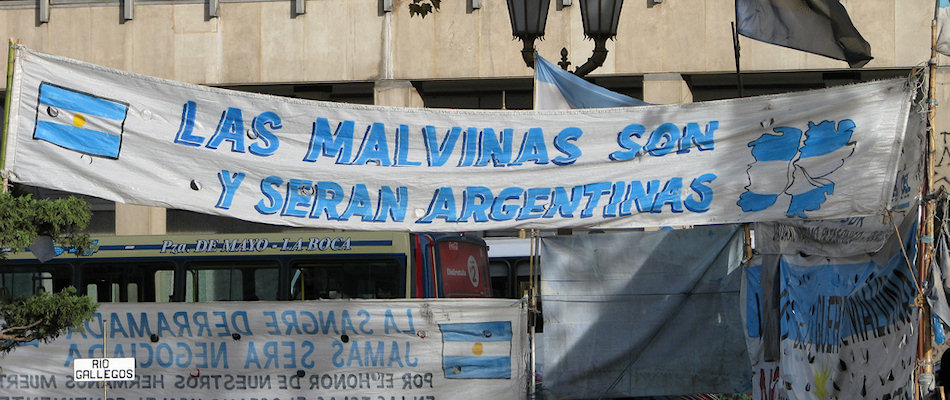 LAS MALVINAS SON
Y SERAN ARGENTINAS
Pza. DE MAYO - LA BOCA
LA SANGRE DERRAMADA
JAMAS SERA NEGOCIADA
POR EL HONOR DE NUESTROS HERMANOS MUERTOS
RIO
GALLEGOS